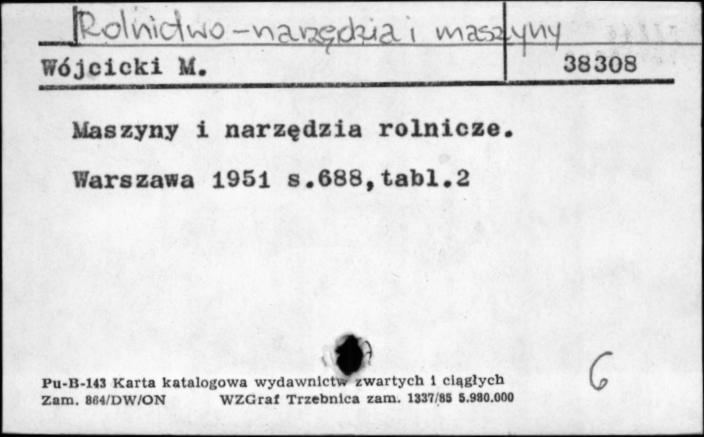 Rolnictwo - narzędzia i maszyny
Wójcicki M. 38308
Maszyny i narzędzia rolnicze.
Warszawa 1951 s.688,tabl.2
6
Pu-B-143 Karta katalogowa wydawnictw zwartych i ciągłych
Zam. 864/DW/ON WZGraf Trzebnica zam. 1337/85 5.980.000